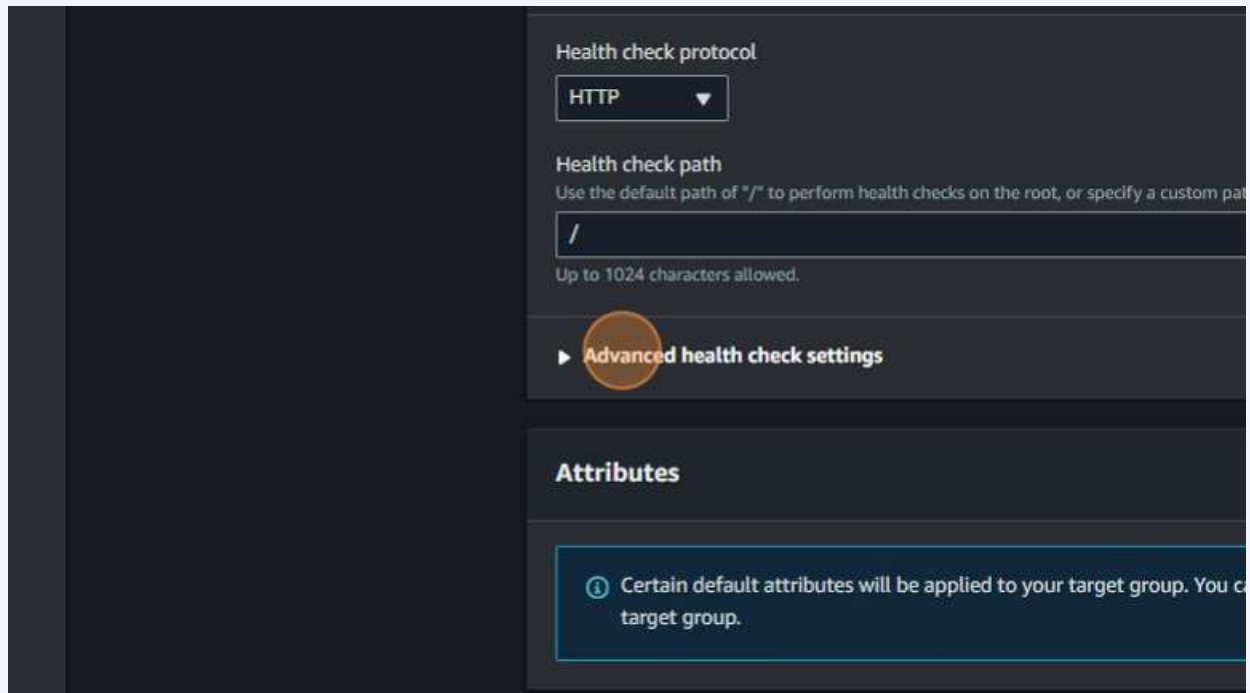 Health check protocol
HTTP
Health check path
Use the default path of "/" to perform health checks on the root, or specify a custom
/
Up to 1024 characters allowed.
Advanced health check settings
Attributes
Certain default attributes will be applied to your target group. You
target group.